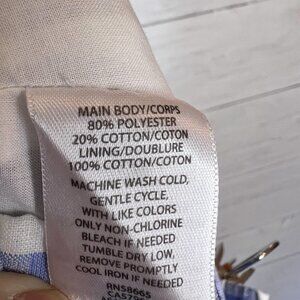 MAIN BODY/CORPS
80% POLYESTER
20% COTTON/COTON
LINING/DOUBLURE
100% COTTON/COTON
MACHINE WASH COLD,
GENTLE CYCLE,
WITH LIKE COLORS
ONLY NON-CHLORINE
BLEACH IF NEEDED
TUMBLE DRY LOW,
REMOVE PROMPTLY
COOL IRON IF NEEDED
RN58665